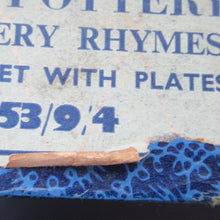 POTTERY
ERY RHYMES
ET WITH PLATES
53/9/4